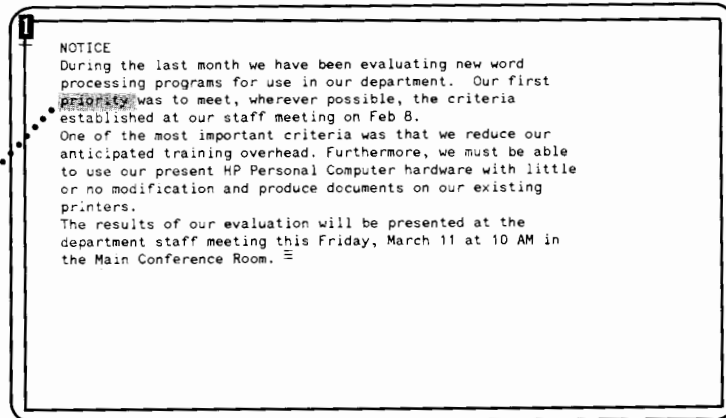 1
NOTICE
During the last month we have been evaluating new word
processing programs for use in our department. Our first
priority was to meet, wherever possible, the criteria
established at our staff meeting on Feb 8.
One of the most important criteria was that we reduce our
anticipated training overhead. Furthermore, we must be able
to use our present HP Personal Computer hardware with little
or no modification and produce documents on our existing
printers.
The results of our evaluation will be presented at the
department staff meeting this Friday, March 11 at 10 AM in
the Main Conference Room.